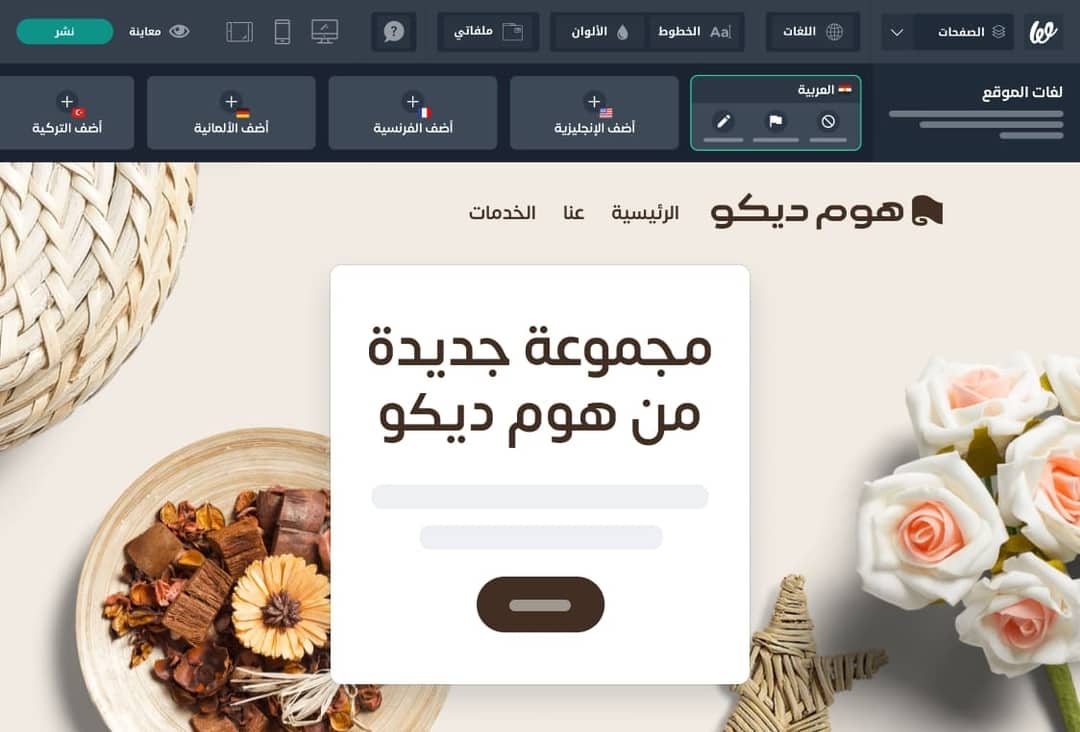 الصفحات
اللغات
Aa الخطوط
الألوان
ملفاتي
?
معاينة
نشر
لغات الموقع
العربية
أضف الإنجليزية
أضف الفرنسية
أضف الألمانية
أضف التركية
هوم ديكو
الرئيسية عنا الخدمات
مجموعة جديدة
من هوم ديكو